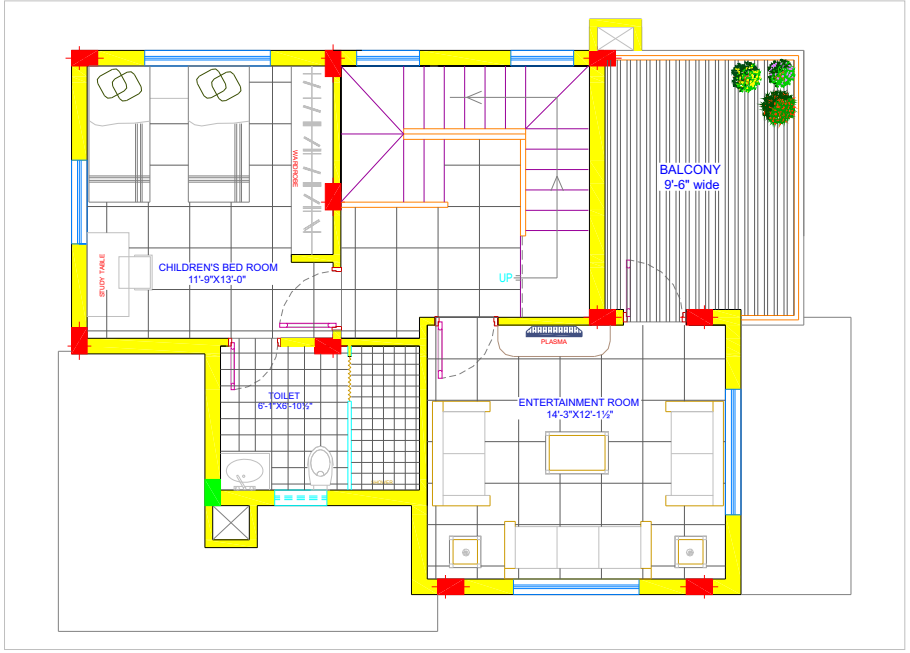 BALCONY
9'-6" wide
WARDROBE
CHILDREN'S BED ROOM
11'-9"X13'-0"
STUDY TABLE
UP
PLASMA
TOILET
6'-1"X6'-10½"
ENTERTAINMENT ROOM
14'-3"X12'-1½"
SHOWER